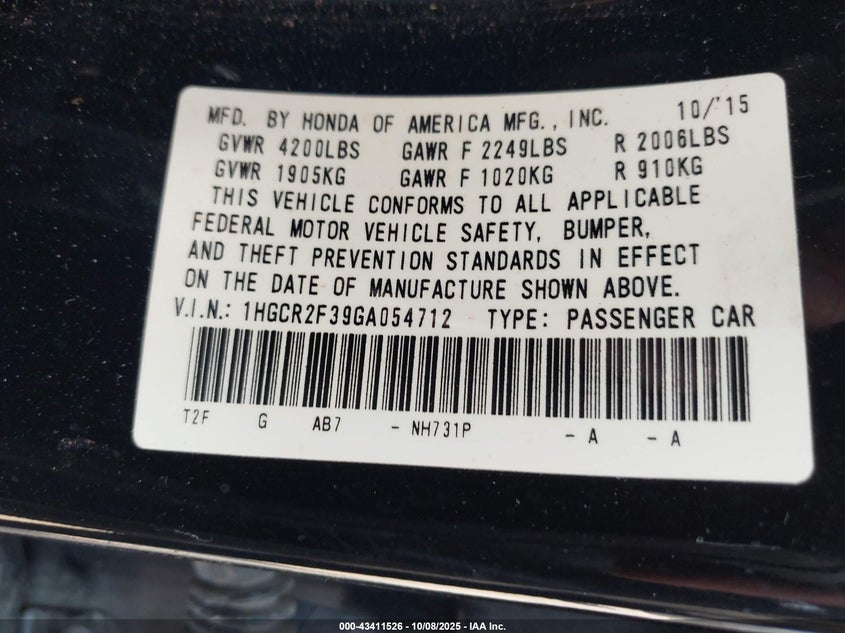 MFD. BY HONDA OF AMERICA MFG., INC. 10/'15
GVWR 4200LBS GAWR F 2249LBS R 2006LBS
GVWR 1905KG GAWR F 1020KG R 910KG
THIS VEHICLE CONFORMS TO ALL APPLICABLE
FEDERAL MOTOR VEHICLE SAFETY, BUMPER,
AND THEFT PREVENTION STANDARDS IN EFFECT
ON THE DATE OF MANUFACTURE SHOWN ABOVE.
V.I.N.: 1HGCR2F39GA054712 TYPE: PASSENGER CAR
T2F G AB7 - NH731P - A - A
000-43411526 - 10/08/2025 - IAA Inc.